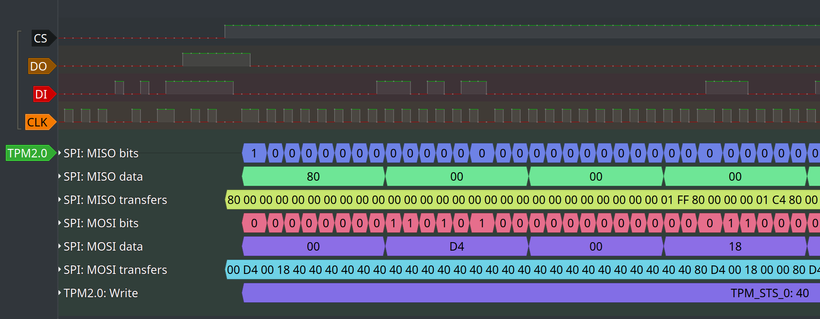 CS
DO
DI
CLK
TPM2.0
SPI: MISO bits 1 0 0 0 0 0 0 0 0 0 0 0 0 0 0 0 0 0 0 0 0 0 0 0 0 0 0 0 0 0 0 0 0
SPI: MISO data 80 00 00 00
SPI: MISO transfers 80 00 00 00 00 00 00 00 00 00 00 00 00 00 00 00 00 00 00 00 00 00 00 00 00 00 01 FF 80 00 00 00 01 C4 80 00
SPI: MOSI bits 0 0 0 0 0 0 0 0 1 1 0 1 0 1 0 0 0 0 0 0 0 0 0 0 0 0 0 1 1 0 0 0 0
SPI: MOSI data 00 D4 00 18
SPI: MOSI transfers 00 D4 00 18 40 40 40 40 40 40 40 40 40 40 40 40 40 40 40 40 40 40 40 40 40 40 40 40 80 D4 00 18 00 00 80 D4
TPM2.0: Write TPM_STS_0: 40